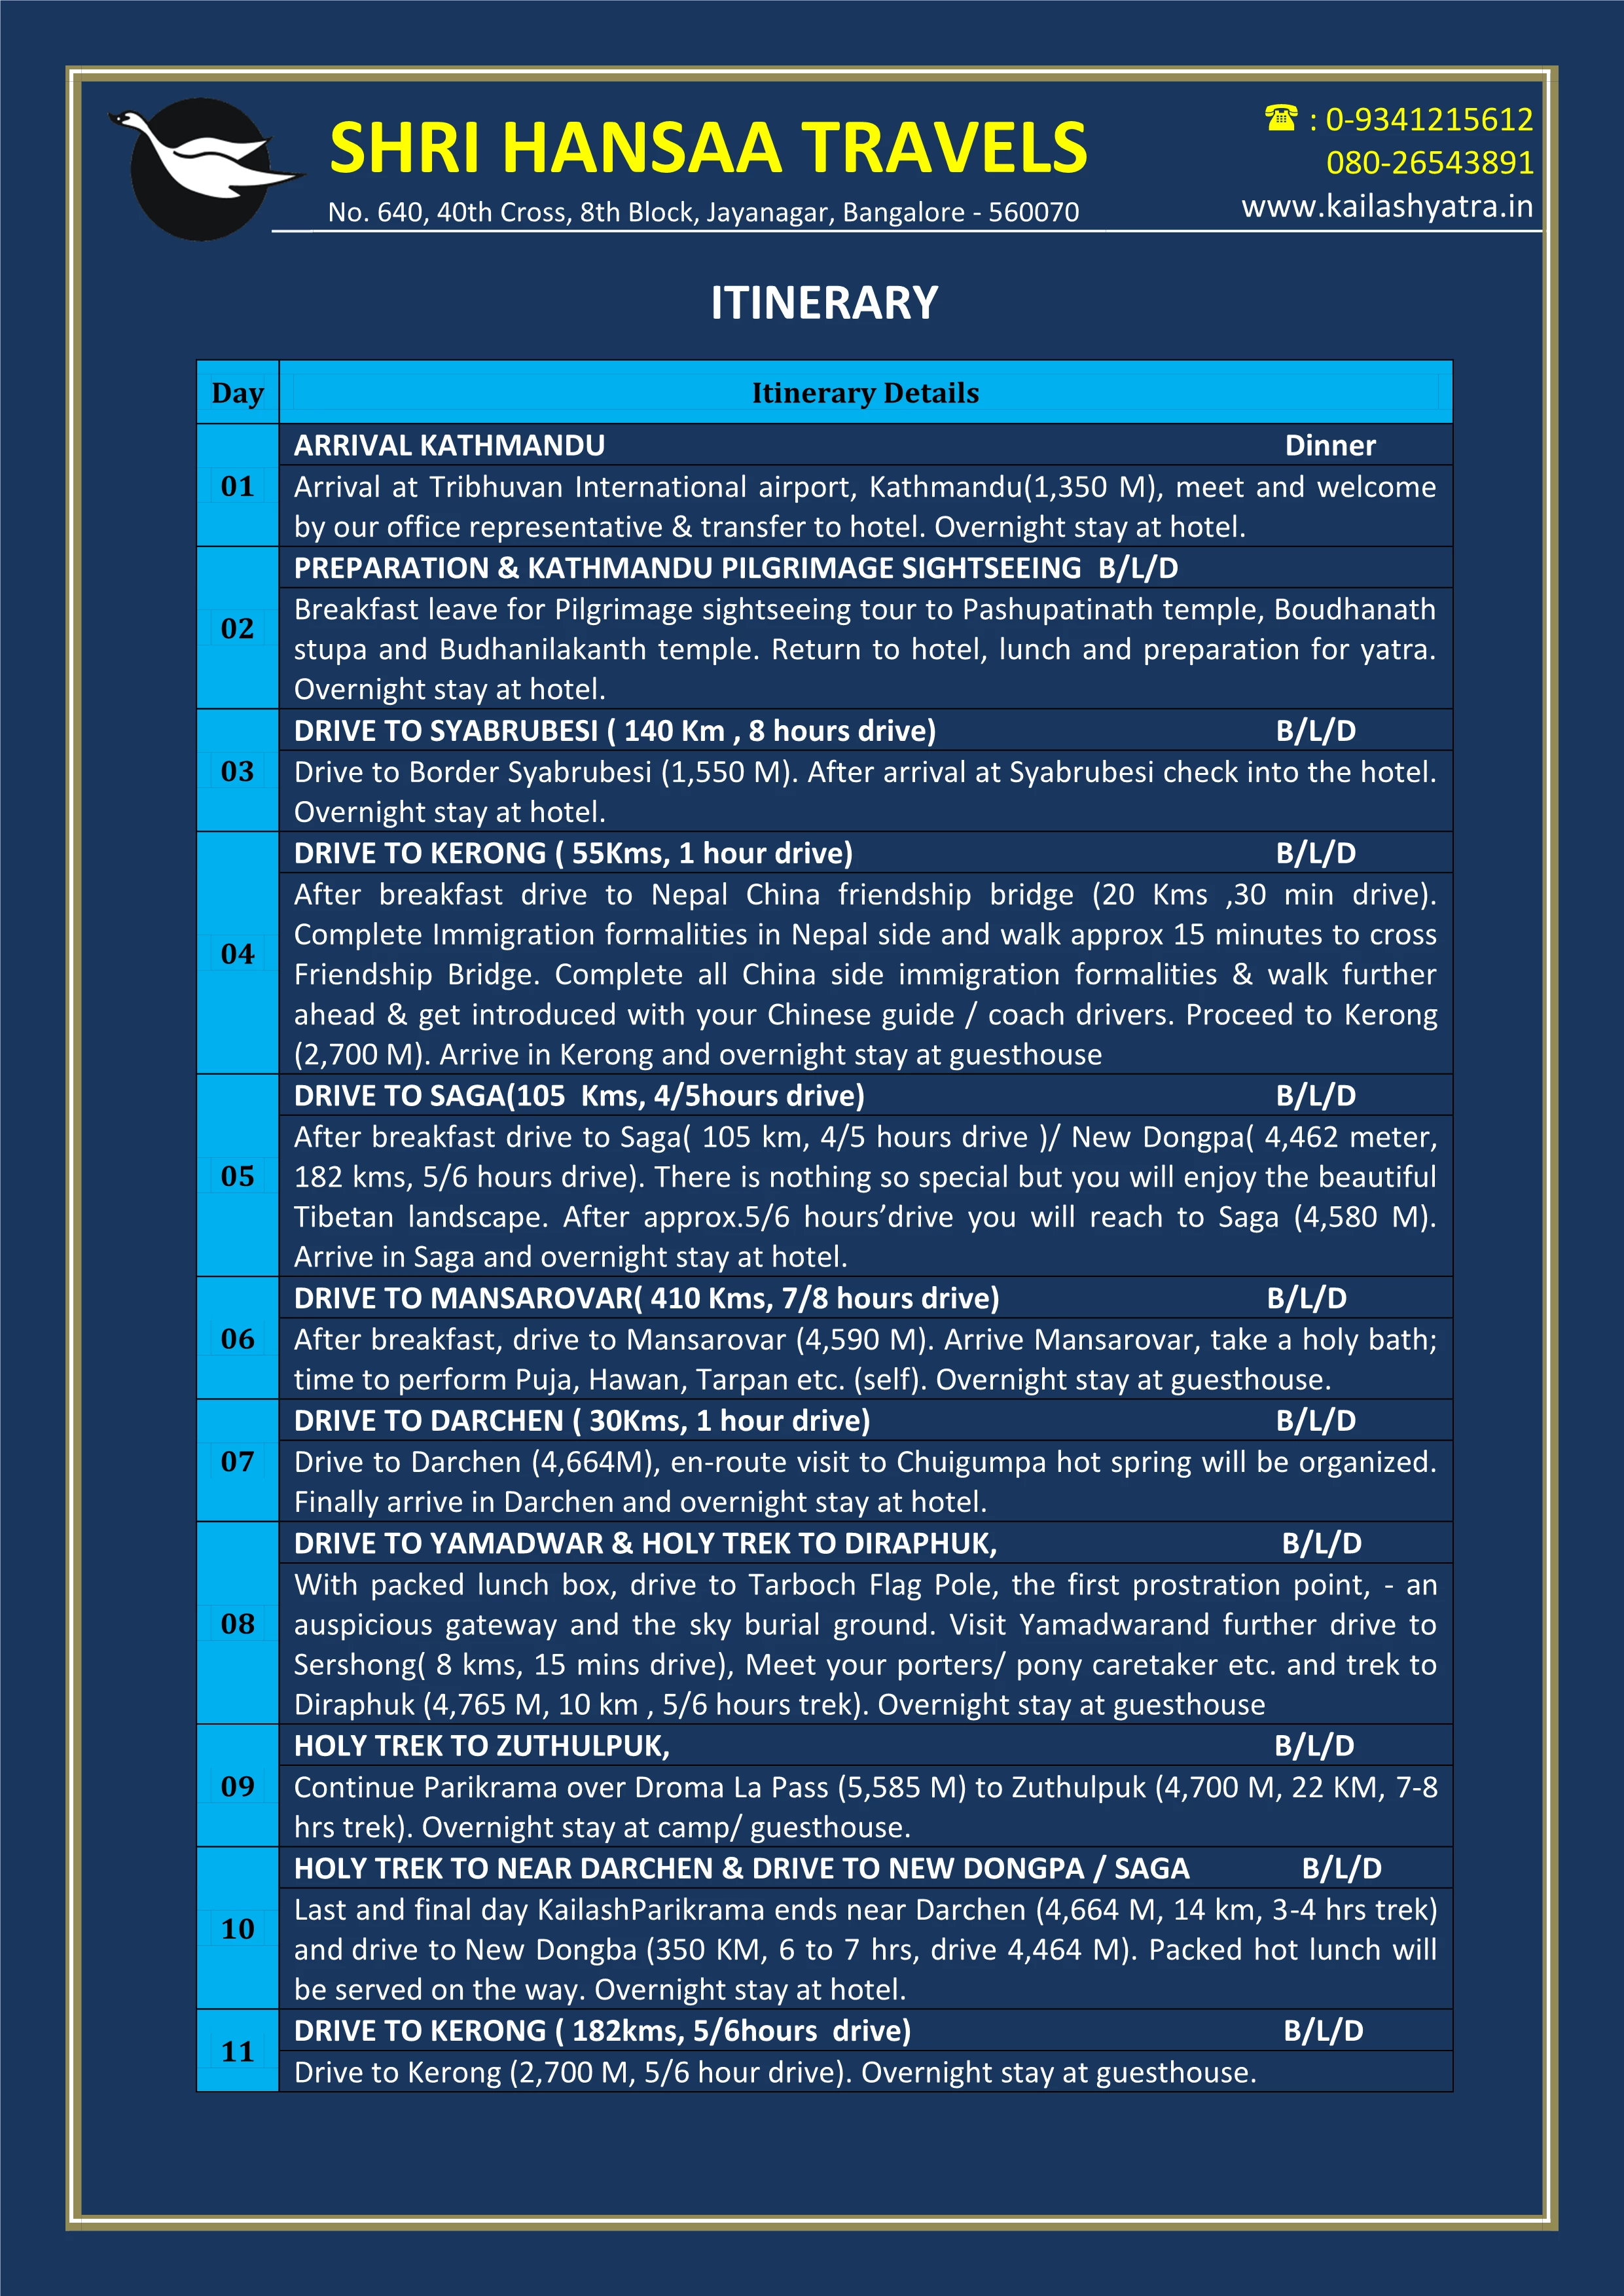 SHRI HANSAA TRAVELS
No. 640, 40th Cross, 8th Block, Jayanagar, Bangalore - 560070
☎ : 0-9341215612
080-26543891
www.kailashyatra.in
ITINERARY
Day Itinerary Details
01
ARRIVAL KATHMANDU Dinner
Arrival at Tribhuvan International airport, Kathmandu(1,350 M), meet and welcome
by our office representative & transfer to hotel. Overnight stay at hotel.
02
PREPARATION & KATHMANDU PILGRIMAGE SIGHTSEEING B/L/D
Breakfast leave for Pilgrimage sightseeing tour to Pashupatinath temple, Boudhanath
stupa and Budhanilakanth temple. Return to hotel, lunch and preparation for yatra.
Overnight stay at hotel.
03
DRIVE TO SYABRUBESI ( 140 Km , 8 hours drive) B/L/D
Drive to Border Syabrubesi (1,550 M). After arrival at Syabrubesi check into the hotel.
Overnight stay at hotel.
04
DRIVE TO KERONG ( 55Kms, 1 hour drive) B/L/D
After breakfast drive to Nepal China friendship bridge (20 Kms ,30 min drive).
Complete Immigration formalities in Nepal side and walk approx 15 minutes to cross
Friendship Bridge. Complete all China side immigration formalities & walk further
ahead & get introduced with your Chinese guide / coach drivers. Proceed to Kerong
(2,700 M). Arrive in Kerong and overnight stay at guesthouse
05
DRIVE TO SAGA(105 Kms, 4/5hours drive) B/L/D
After breakfast drive to Saga( 105 km, 4/5 hours drive )/ New Dongpa( 4,462 meter,
182 kms, 5/6 hours drive). There is nothing so special but you will enjoy the beautiful
Tibetan landscape. After approx.5/6 hours’drive you will reach to Saga (4,580 M).
Arrive in Saga and overnight stay at hotel.
06
DRIVE TO MANSAROVAR( 410 Kms, 7/8 hours drive) B/L/D
After breakfast, drive to Mansarovar (4,590 M). Arrive Mansarovar, take a holy bath;
time to perform Puja, Hawan, Tarpan etc. (self). Overnight stay at guesthouse.
07
DRIVE TO DARCHEN ( 30Kms, 1 hour drive) B/L/D
Drive to Darchen (4,664M), en-route visit to Chuigumpa hot spring will be organized.
Finally arrive in Darchen and overnight stay at hotel.
08
DRIVE TO YAMADWAR & HOLY TREK TO DIRAPHUK, B/L/D
With packed lunch box, drive to Tarboch Flag Pole, the first prostration point, - an
auspicious gateway and the sky burial ground. Visit Yamadwarand further drive to
Sershong( 8 kms, 15 mins drive), Meet your porters/ pony caretaker etc. and trek to
Diraphuk (4,765 M, 10 km , 5/6 hours trek). Overnight stay at guesthouse
09
HOLY TREK TO ZUTHULPUK, B/L/D
Continue Parikrama over Droma La Pass (5,585 M) to Zuthulpuk (4,700 M, 22 KM, 7-8
hrs trek). Overnight stay at camp/ guesthouse.
10
HOLY TREK TO NEAR DARCHEN & DRIVE TO NEW DONGPA / SAGA B/L/D
Last and final day KailashParikrama ends near Darchen (4,664 M, 14 km, 3-4 hrs trek)
and drive to New Dongba (350 KM, 6 to 7 hrs, drive 4,464 M). Packed hot lunch will
be served on the way. Overnight stay at hotel.
11
DRIVE TO KERONG ( 182kms, 5/6hours drive) B/L/D
Drive to Kerong (2,700 M, 5/6 hour drive). Overnight stay at guesthouse.